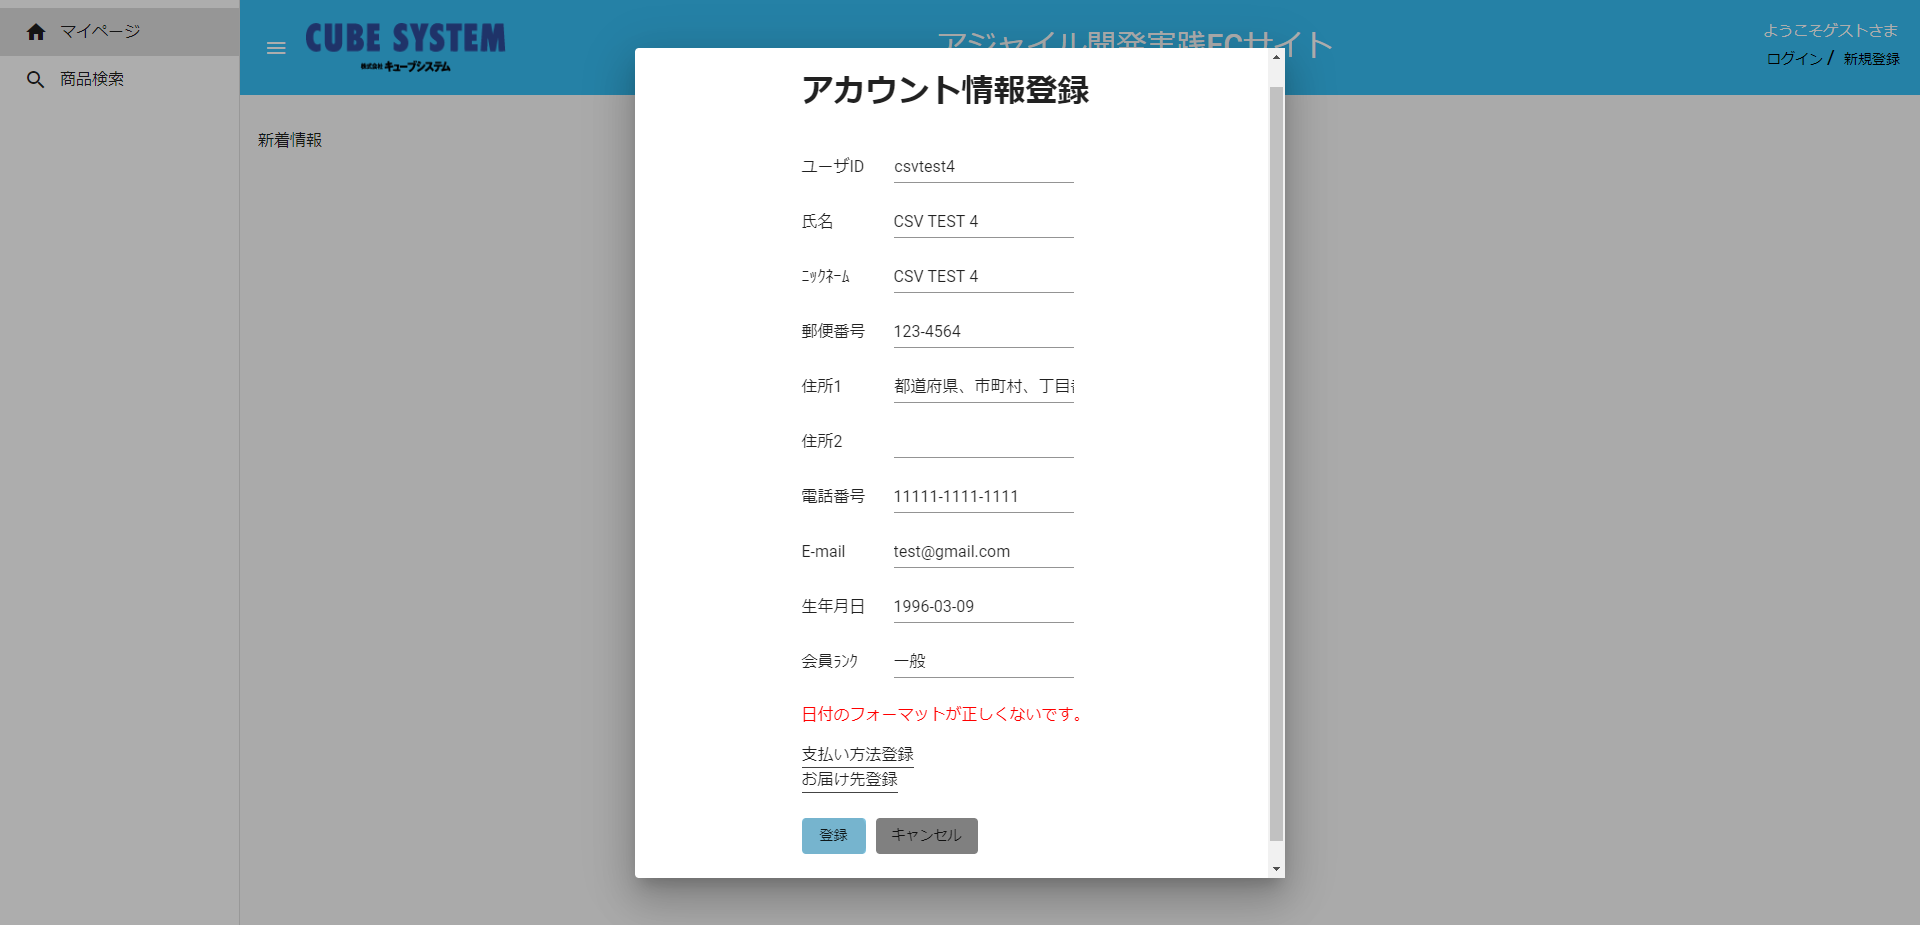 マイページ
商品検索
CUBE SYSTEM
株式会社 キューブシステム
アジャイル開発実践ECサイト
ようこそゲストさま
ログイン / 新規登録
新着情報
アカウント情報登録
ユーザID csvtest4
氏名 CSV TEST 4
ﾆｯｸﾈｰﾑ CSV TEST 4
郵便番号 123-4564
住所1 都道府県、市町村、丁目
住所2
電話番号 11111-1111-1111
E-mail test@gmail.com
生年月日 1996-03-09
会員ﾗﾝｸ 一般
日付のフォーマットが正しくないです。
支払い方法登録
お届け先登録
登録 キャンセル